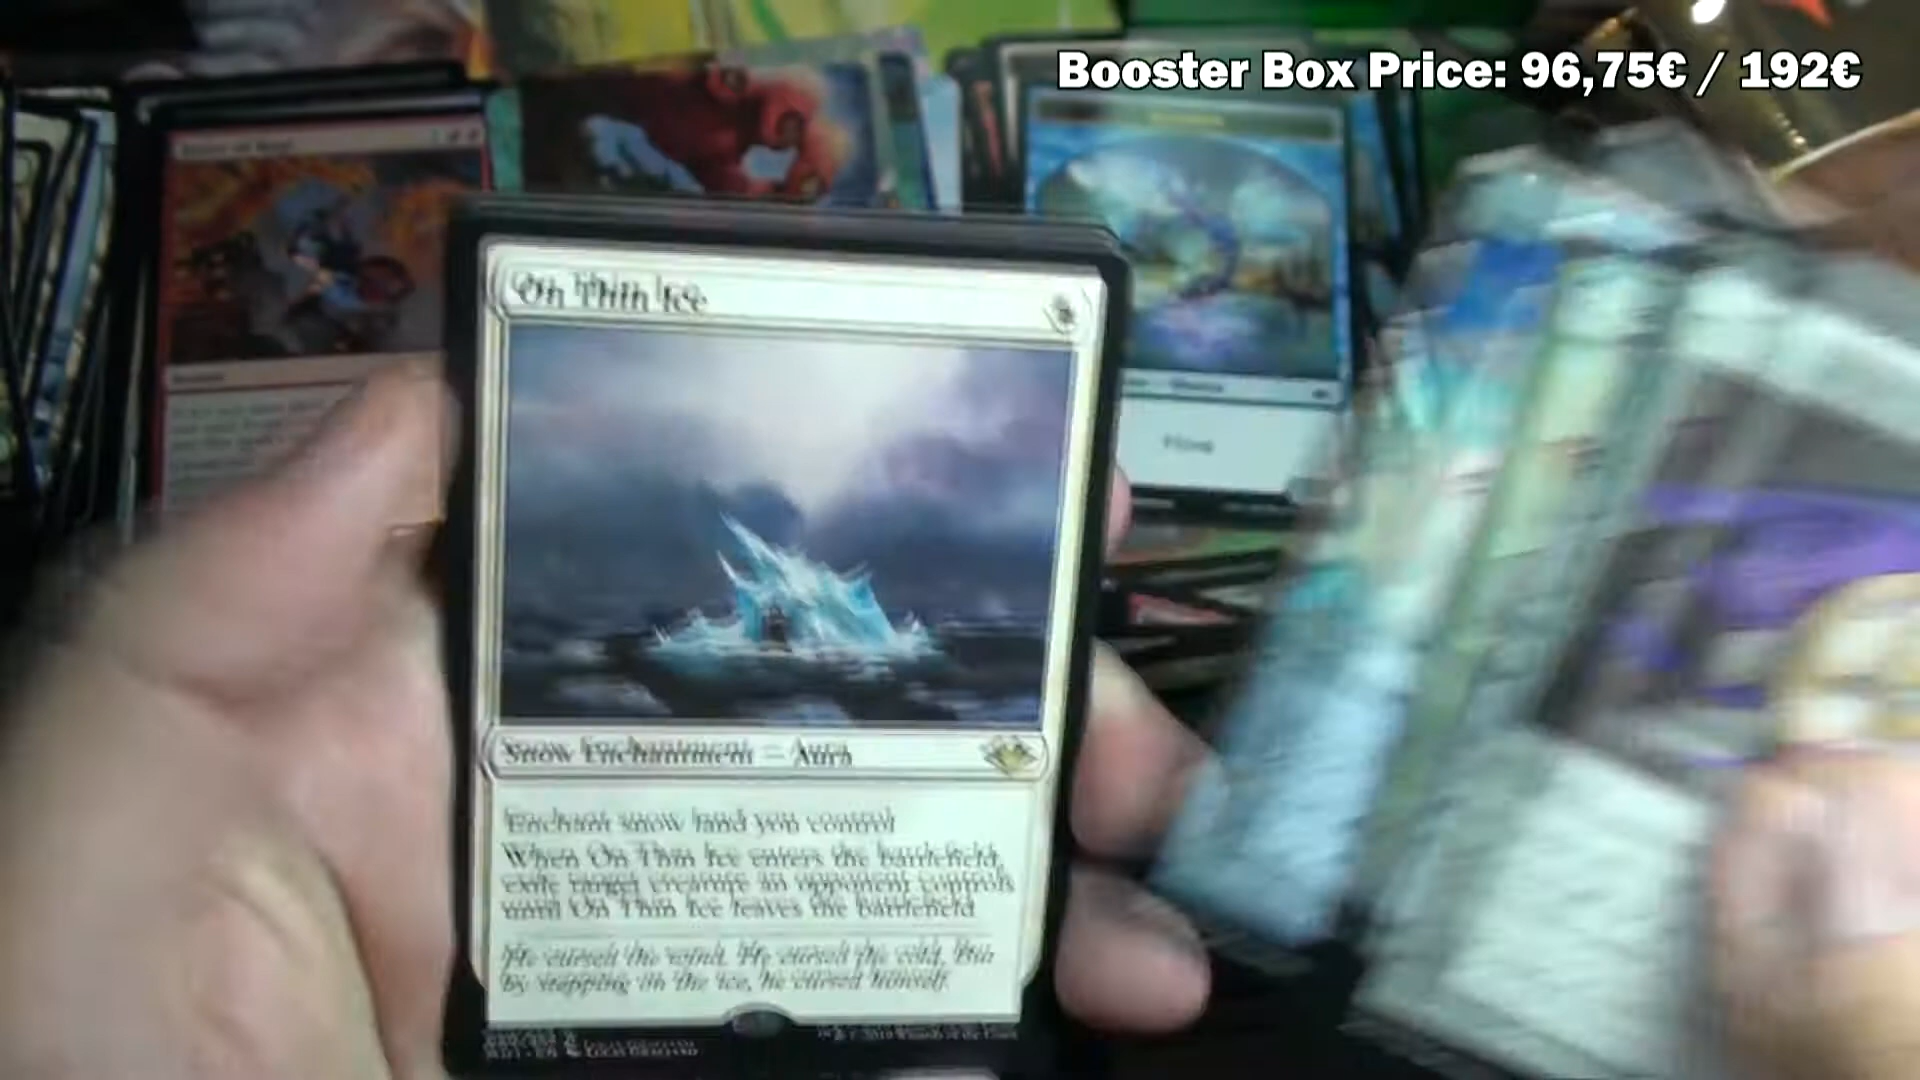 Booster Box Price: 96,75€ / 192€
On Thin Ice
Snow Enchantment – Aura
Enchant snow land you control
When On Thin Ice enters the battlefield,
exile target creature an opponent controls
until On Thin Ice leaves the battlefield.
He cursed the wind. He cursed the cold. But
by stepping on the ice, he cursed himself.